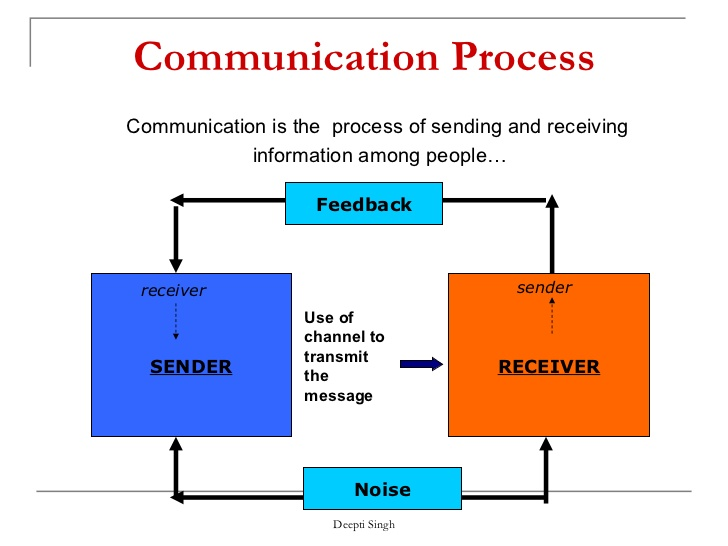 Communication Process
Communication is the  process of sending and receiving
information among people…
Feedback
receiver
SENDER
Use of
channel to
transmit
the
message
sender
RECEIVER
Noise
Deepti Singh